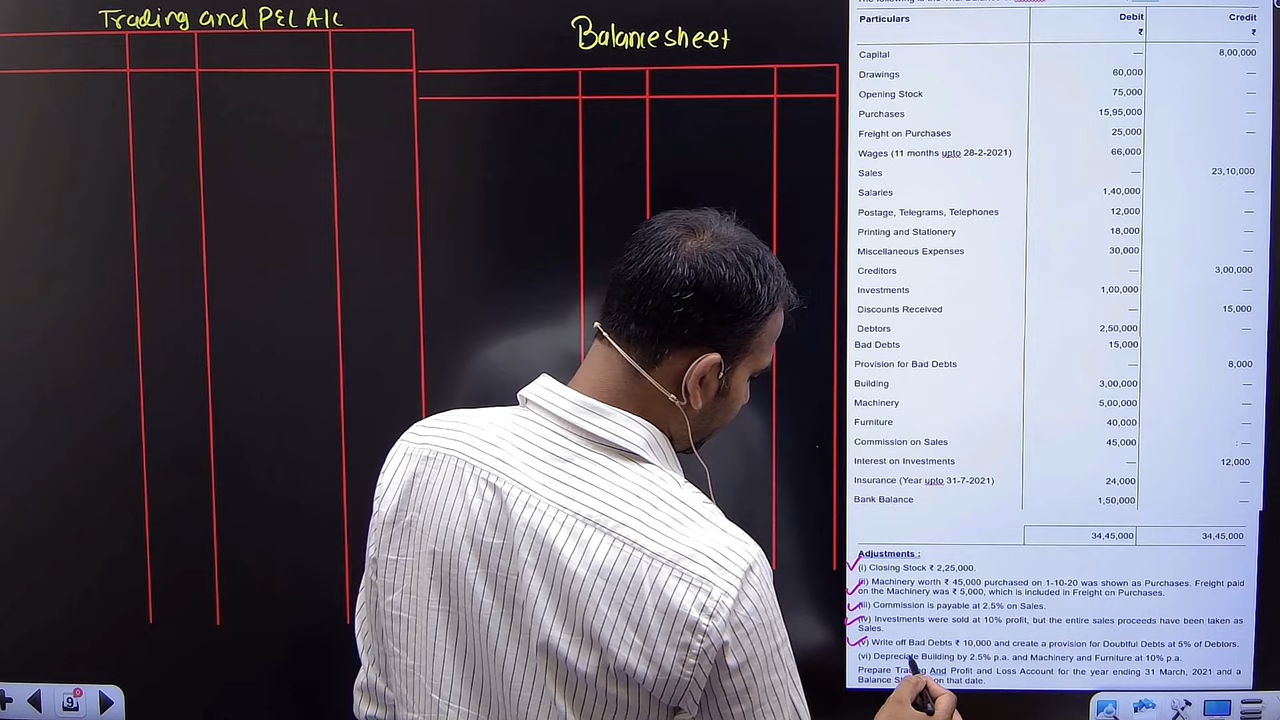 Trading and P&L A/c
Balancesheet
Particulars Debit Credit
₹ ₹
Capital — 8,00,000
Drawings 60,000 —
Opening Stock 75,000 —
Purchases 15,95,000 —
Freight on Purchases 25,000 —
Wages (11 months upto 28-2-2021) 66,000
Sales — 23,10,000
Salaries 1,40,000 —
Postage, Telegrams, Telephones 12,000 —
Printing and Stationery 18,000 —
Miscellaneous Expenses 30,000 —
Creditors — 3,00,000
Investments 1,00,000 —
Discounts Received — 15,000
Debtors 2,50,000 —
Bad Debts 15,000 —
Provision for Bad Debts — 8,000
Building 3,00,000 —
Machinery 5,00,000 —
Furniture 40,000 —
Commission on Sales 45,000 : —
Interest on Investments — 12,000
Insurance (Year upto 31-7-2021) 24,000 —
Bank Balance 1,50,000 —
34,45,000 34,45,000
Adjustments :
(i) Closing Stock ₹ 2,25,000.
(ii) Machinery worth ₹ 45,000 purchased on 1-10-20 was shown as Purchases. Freight paid
on the Machinery was ₹ 5,000, which is included in Freight on Purchases.
(iii) Commission is payable at 2.5% on Sales.
(iv) Investments were sold at 10% profit, but the entire sales proceeds have been taken as
Sales.
(v) Write off Bad Debts ₹ 10,000 and create a provision for Doubtful Debts at 5% of Debtors.
(vi) Depreciate Building by 2.5% p.a. and Machinery and Furniture at 10% p.a.
Prepare Trading And Profit and Loss Account for the year ending 31 March, 2021 and a
Balance on that date.
9
0